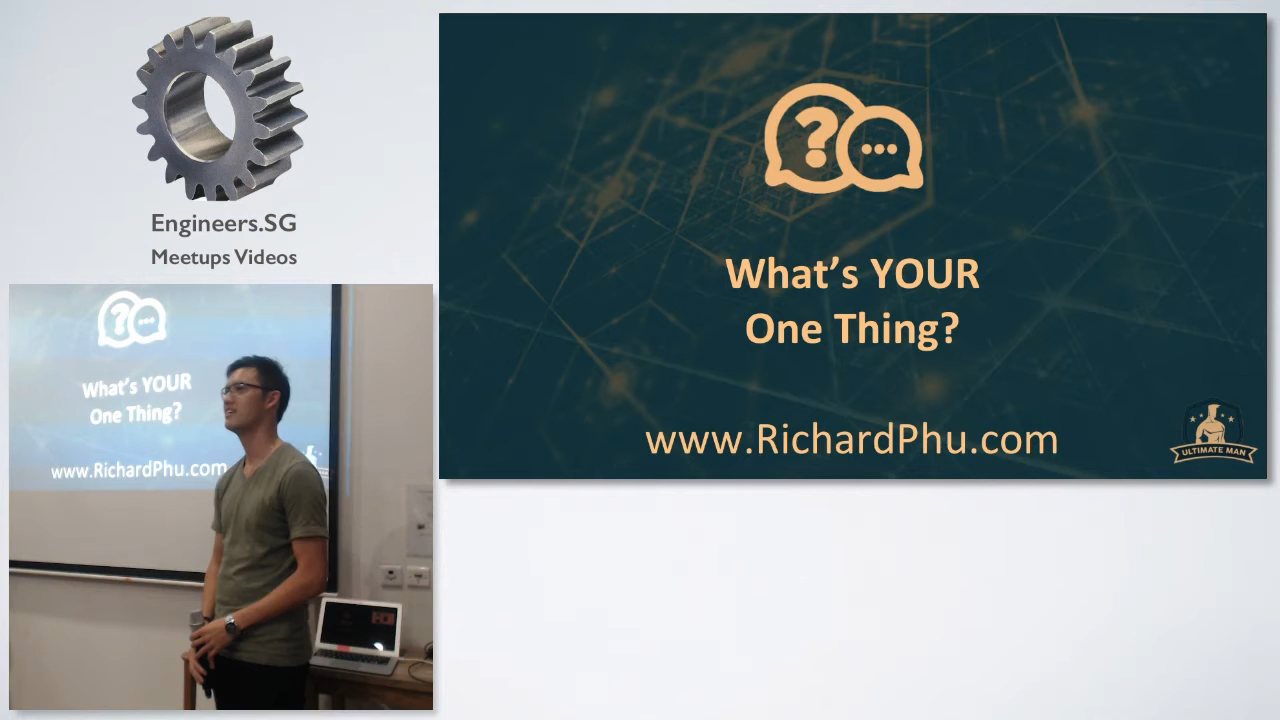 Engineers.SG
Meetups Videos
What's YOUR
One Thing?
www.RichardPhu.com
ULTIMATE MAN
What's YOUR
One Thing?
www.RichardPhu.com